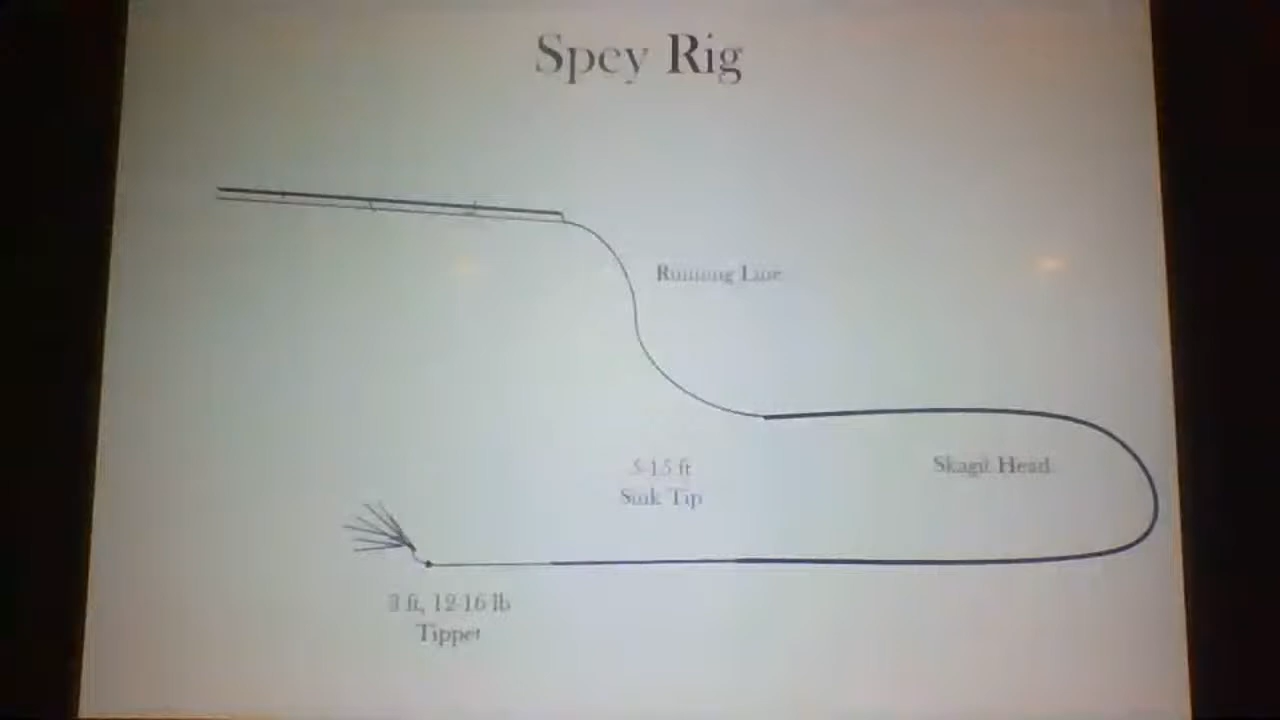 Spey Rig
Running Line
5-15 ft
Skagit Head
Sink Tip
3 ft, 12-16 lb
Tippet